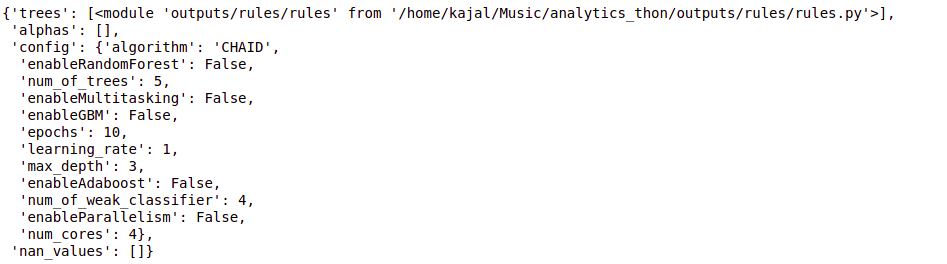 {'trees': [<module 'outputs/rules/rules' from '/home/kajal/Music/analytics_thon/outputs/rules/rules.py'>],
 'alphas': [],
 'config': {'algorithm': 'CHAID',
  'enableRandomForest': False,
  'num_of_trees': 5,
  'enableMultitasking': False,
  'enableGBM': False,
  'epochs': 10,
  'learning_rate': 1,
  'max_depth': 3,
  'enableAdaboost': False,
  'num_of_weak_classifier': 4,
  'enableParallelism': False,
  'num_cores': 4},
 'nan_values': []}